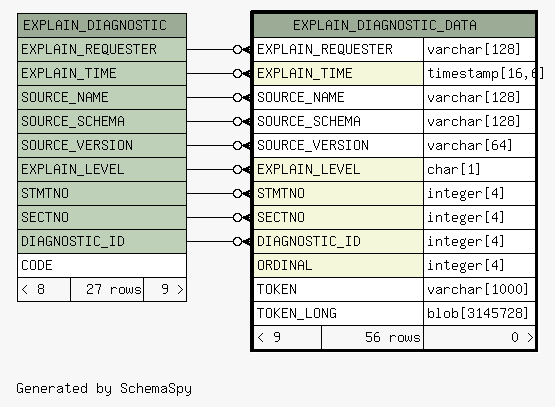 EXPLAIN_DIAGNOSTIC
EXPLAIN_REQUESTER
EXPLAIN_TIME
SOURCE_NAME
SOURCE_SCHEMA
SOURCE_VERSION
EXPLAIN_LEVEL
STMTNO
SECTNO
DIAGNOSTIC_ID
CODE
< 8 27 rows 9 >
EXPLAIN_DIAGNOSTIC_DATA
EXPLAIN_REQUESTER varchar[128]
EXPLAIN_TIME timestamp[16,6]
SOURCE_NAME varchar[128]
SOURCE_SCHEMA varchar[128]
SOURCE_VERSION varchar[64]
EXPLAIN_LEVEL char[1]
STMTNO integer[4]
SECTNO integer[4]
DIAGNOSTIC_ID integer[4]
ORDINAL integer[4]
TOKEN varchar[1000]
TOKEN_LONG blob[3145728]
< 9 56 rows 0 >
Generated by SchemaSpy